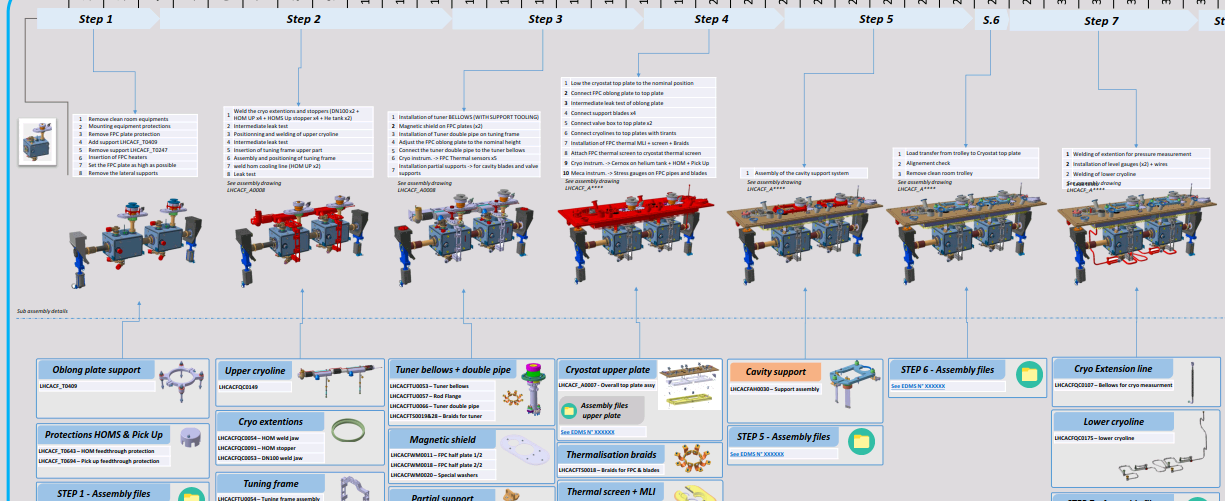 Step 1
Step 2
Step 3
Step 4
Step 5
S.6
Step 7
1 Remove clean room equipments
2 Mounting equipment protections
3 Remove FPC plate protection
4 Add support LHCACF_T0409
5 Remove support LHCACF_T0247
6 Insertion of FPC heaters
7 Set the FPC plate as high as possible
8 Remove the lateral supports
1 Weld the cryo extentions and stoppers (DN100 x2 +
HOM UP x4 + HOMS Up stopper x4 + He tank x2)
2 Intermediate leak test
3 Positionning and welding of upper cryoline
4 Intermediate leak test
5 Insertion of tuning frame upper part
6 Assembly and positioning of tuning frame
7 weld hom cooling line (HOM UP x2)
8 Leak test
See assembly drawing
LHCACF_A0008
1 Installation of tuner BELLOWS (WITH SUPPORT TOOLING)
2 Magnetic shield on FPC plates (x2)
3 Installation of Tuner double pipe on tuning frame
4 Adjust the FPC oblong plate to the nominal height
5 Connect the tuner double pipe to the tuner bellows
6 Cryo instrum. -> FPC Thermal sensors x5
7 Installation partial supports -> for cavity blades and valve
supports
See assembly drawing
LHCACF_A0008
1 Low the cryostat top plate to the nominal position
2 Connect FPC oblong plate to top plate
3 Intermediate leak test of oblong plate
4 Connect support blades x4
5 Connect valve box to top plate x2
6 Connect cryolines to top plates with tirants
7 Installation of FPC thermal MLI + screen + Braids
8 Attach FPC thermal screen to cryostat thermal screen
9 Cryo instrum. -> Cernox on helium tank + HOM + Pick Up
10 Meca instrum. -> Stress gauges on FPC pipes and blades
See assembly drawing
LHCACF_A****
1 Assembly of the cavity support system
See assembly drawing
LHCACF_A****
1 Load transfer from trolley to Cryostat top plate
2 Alignement check
3 Remove clean room trolley
See assembly drawing
LHCACF_A****
1 Welding of extention for pressure measurement
2 Installation of level gauges (x2) + wires
2 Welding of lower cryoline
See assembly drawing
LHCACF_A****
Sub assembly details
Oblong plate support
LHCACF_T0409
Protections HOMS & Pick Up
LHCACF_T0643 – HOM feedthrough protection
LHCACF_T0694 – Pick up feedthrough protection
STEP 1 - Assembly files
Upper cryoline
LHCACFQC0149
Cryo extentions
LHCACFQC0054 – HOM weld jaw
LHCACFQC0091 – HOM stopper
LHCACFQC0053 – DN100 weld jaw
Tuning frame
LHCACFTU0054 – Tuning frame assembly
Tuner bellows + double pipe
LHCACFTU0053 – Tuner bellows
LHCACFTU0057 – Rod Flange
LHCACFTU0066 – Tuner double pipe
LHCACFTS0019&28 – Braids for tuner
Magnetic shield
LHCACFWM0011 – FPC half plate 1/2
LHCACFWM0018 – FPC half plate 2/2
LHCACFWM0020 – Special washers
Partial support
Cryostat upper plate
LHCACF_A0007 - Overall top plate assy
Assembly files
upper plate
See EDMS N° XXXXXX
Thermalisation braids
LHCACFTS0018 – Braids for FPC & blades
Thermal screen + MLI
Cavity support
LHCACFAH0030 – Support assembly
STEP 5 - Assembly files
See EDMS N° XXXXXX
STEP 6 - Assembly files
See EDMS N° XXXXXX
Cryo Extension line
LHCACFQC0107 – Bellows for cryo measurment
Lower cryoline
LHCACFQC0175 – lower cryoline